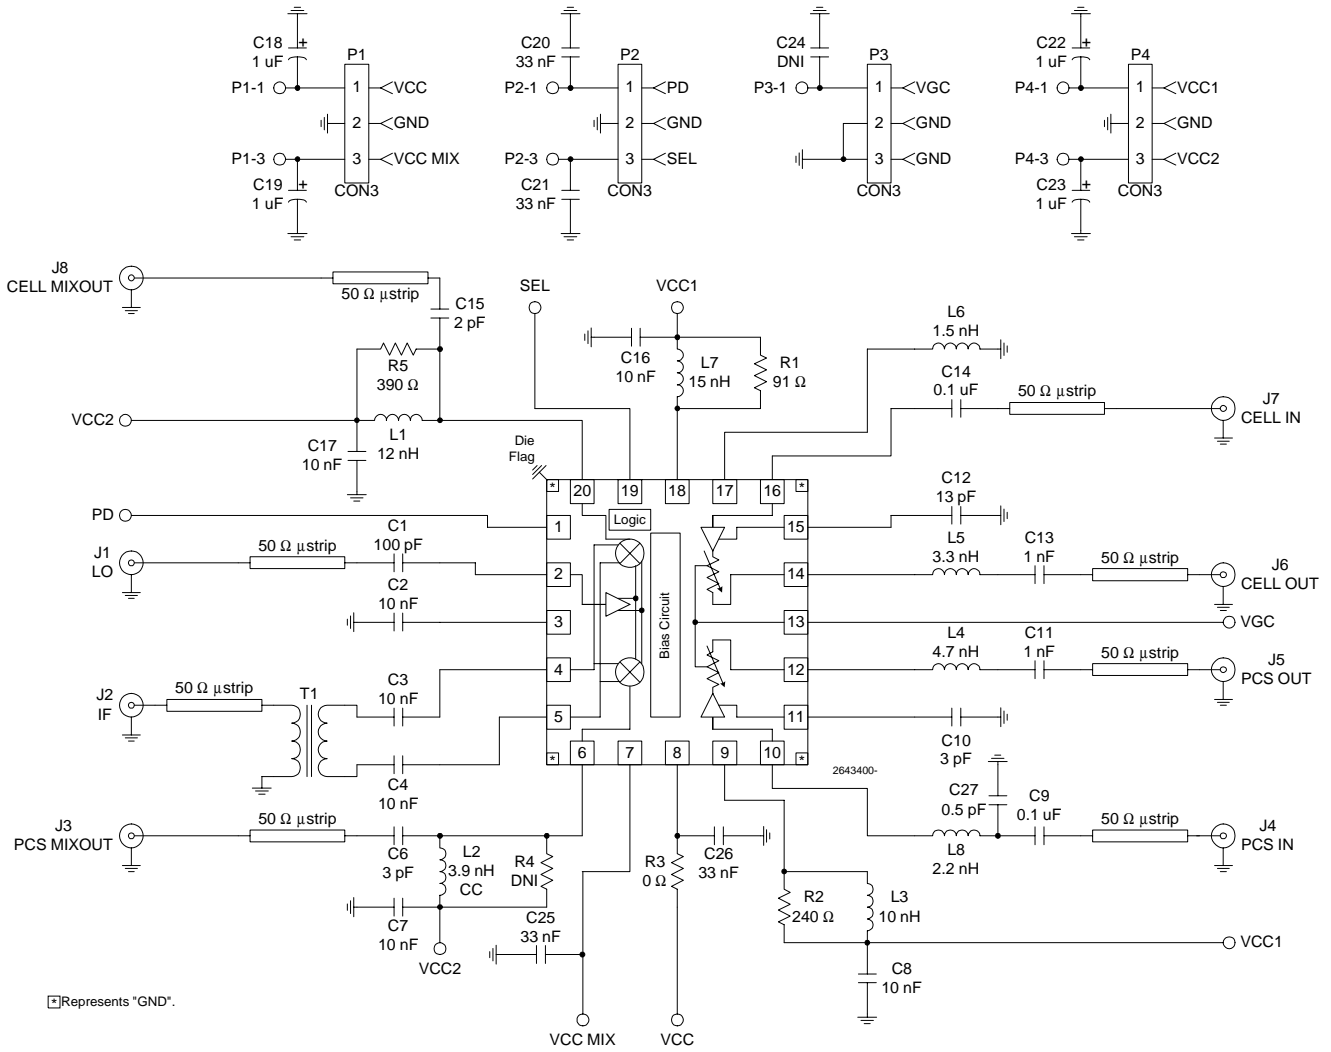 C18
1 uF
+
P1
P1-1
1
VCC
2
GND
P1-3
3
VCC MIX
C19
1 uF
+
CON3
C20
33 nF
P2
P2-1
1
PD
2
GND
P2-3
3
SEL
C21
33 nF
CON3
C24
DNI
P3
P3-1
1
VGC
2
GND
3
GND
CON3
C22
1 uF
+
P4
P4-1
1
VCC1
2
GND
P4-3
3
VCC2
C23
1 uF
+
CON3
J8
CELL MIXOUT
50 Ω µstrip
C15
2 pF
R5
390 Ω
VCC2
L1
12 nH
C17
10 nF
SEL
VCC1
C16
10 nF
L7
15 nH
R1
91 Ω
L6
1.5 nH
C14
0.1 uF
50 Ω µstrip
J7
CELL IN
Die
Flag
*
20
19
18
17
16
*
PD
1
Logic
15
C12
13 pF
J1
LO
50 Ω µstrip
C1
100 pF
2
14
L5
3.3 nH
C13
1 nF
50 Ω µstrip
J6
CELL OUT
C2
10 nF
3
Bias Circuit
13
VGC
4
12
L4
4.7 nH
C11
1 nF
50 Ω µstrip
J5
PCS OUT
J2
IF
50 Ω µstrip
T1
C3
10 nF
5
11
C10
3 pF
C4
10 nF
*
6
7
8
9
10
*
2643400-
J3
PCS MIXOUT
50 Ω µstrip
C6
3 pF
L2
3.9 nH
CC
R4
DNI
C7
10 nF
VCC2
C25
33 nF
R3
0 Ω
C26
33 nF
C27
0.5 pF
C9
0.1 uF
50 Ω µstrip
J4
PCS IN
L8
2.2 nH
R2
240 Ω
L3
10 nH
VCC1
C8
10 nF
VCC MIX
VCC
*Represents "GND".